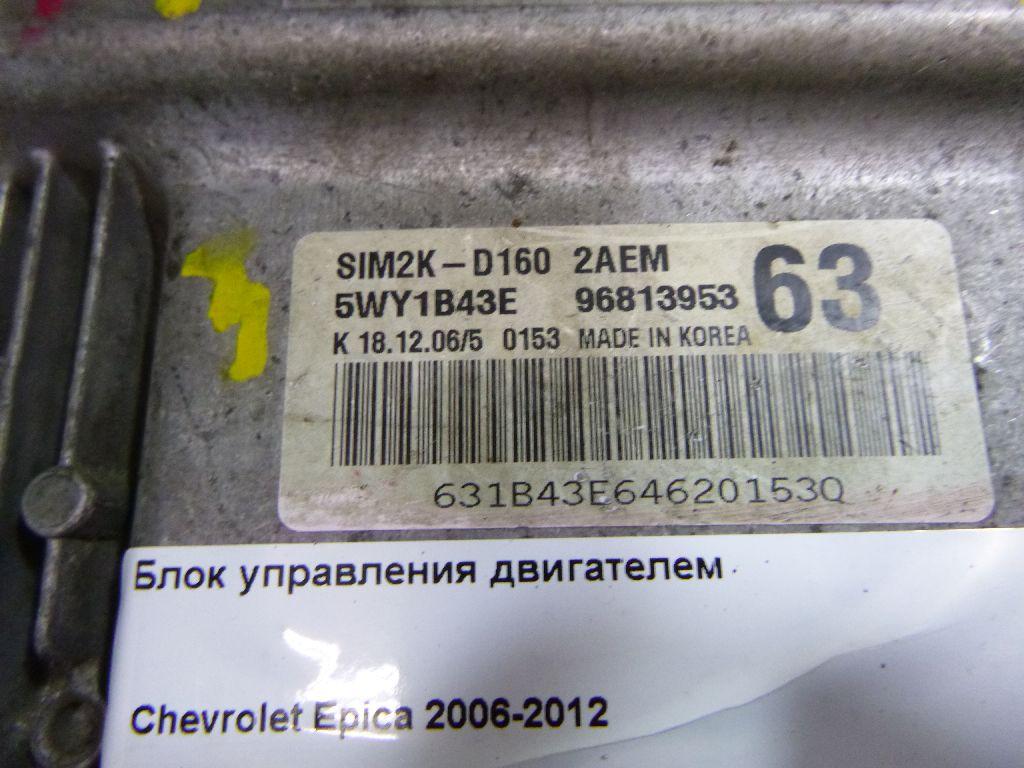 SIM2K-D160 2AEM 63
5WY1B43E 96813953
K 18.12.06/5 0153 MADE IN KOREA
631B43E64620153Q
Блок управления двигателем
Chevrolet Epica 2006-2012